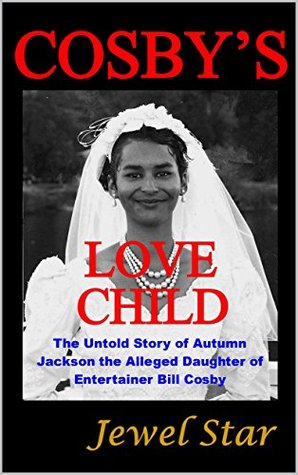 COSBY'S
LOVE
CHILD
The Untold Story of Autumn
Jackson the Alleged Daughter of
Entertainer Bill Cosby
Jewel Star